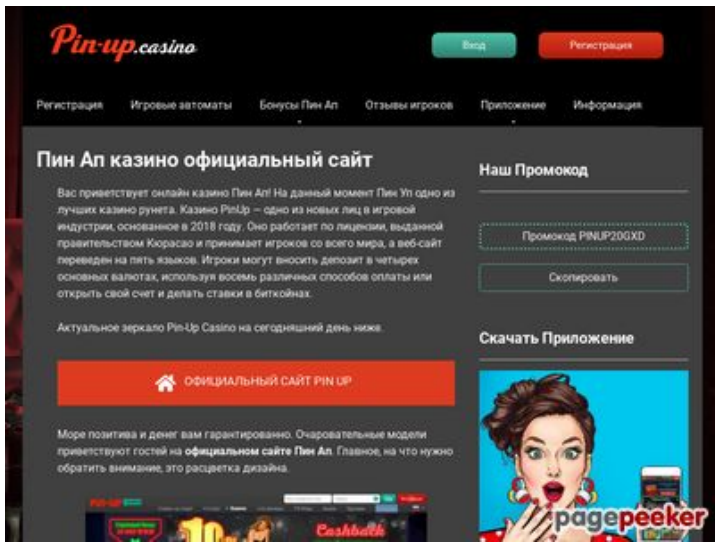 Pin-up.casino
Вход
Регистрация
Регистрация Игровые автоматы Бонусы Пин Ап Отзывы игроков Приложение Информация
Пин Ап казино официальный сайт
Вас приветствует онлайн казино Пин Ап! На данный момент Пин Уп одно из
лучших казино рунета. Казино PinUp — одно из новых лиц в игровой
индустрии, основанное в 2018 году. Оно работает по лицензии, выданной
правительством Кюрасао и принимает игроков со всего мира, а веб-сайт
переведен на пять языков. Игроки могут вносить депозит в четырех
основных валютах, используя восемь различных способов оплаты или
открыть свой счет и делать ставки в биткойнах.
Актуальное зеркало Pin-Up Casino на сегодняшний день ниже.
ОФИЦИАЛЬНЫЙ САЙТ PIN UP
Море позитива и денег вам гарантированно. Очаровательные модели
приветствуют гостей на официальном сайте Пин Ап. Главное, на что нужно
обратить внимание, это расцветка дизайна.
PIN-UP
Cashback
Наш Промокод
Промокод PINUP20GXD
Скопировать
Скачать Приложение
pagepeeker